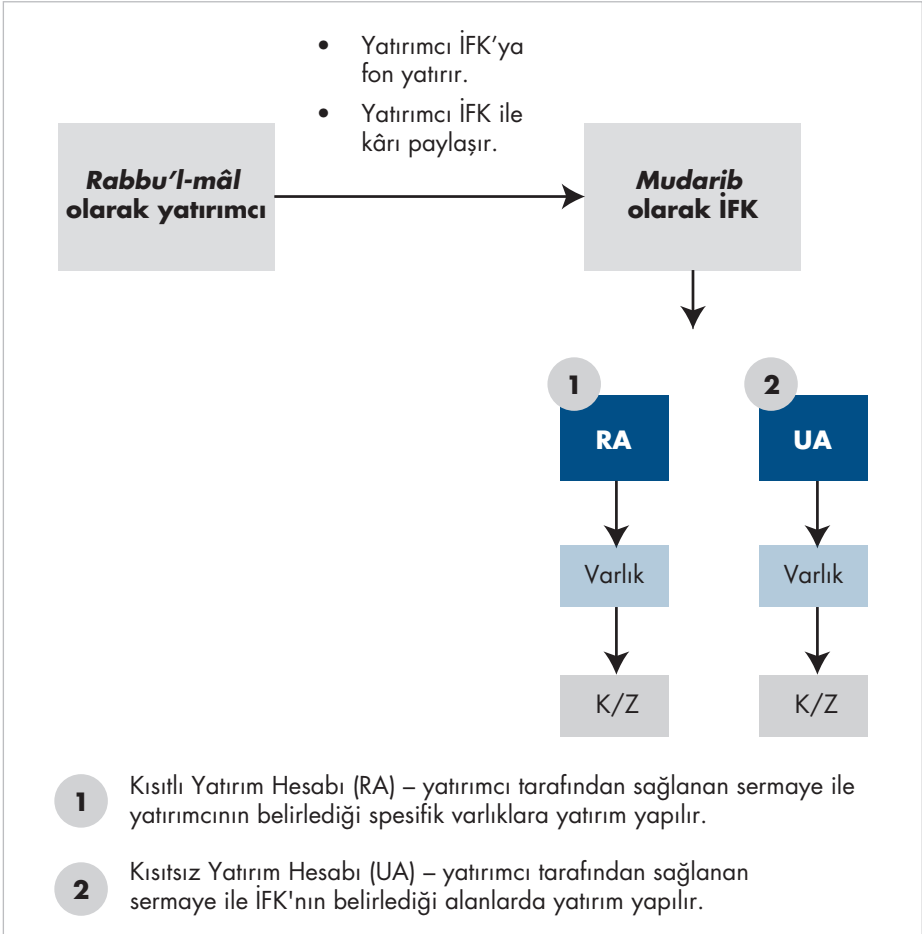 • Yatırımcı İFK’ya
fon yatırır.
• Yatırımcı İFK ile
kârı paylaşır.
Rabbu’l-mâl
olarak yatırımcı
Mudarib
olarak İFK
1
2
RA
UA
Varlık
Varlık
K/Z
K/Z
1
Kısıtlı Yatırım Hesabı (RA) – yatırımcı tarafından sağlanan sermaye ile
yatırımcının belirlediği spesifik varlıklara yatırım yapılır.
2
Kısıtsız Yatırım Hesabı (UA) – yatırımcı tarafından sağlanan
sermaye ile İFK'nın belirlediği alanlarda yatırım yapılır.